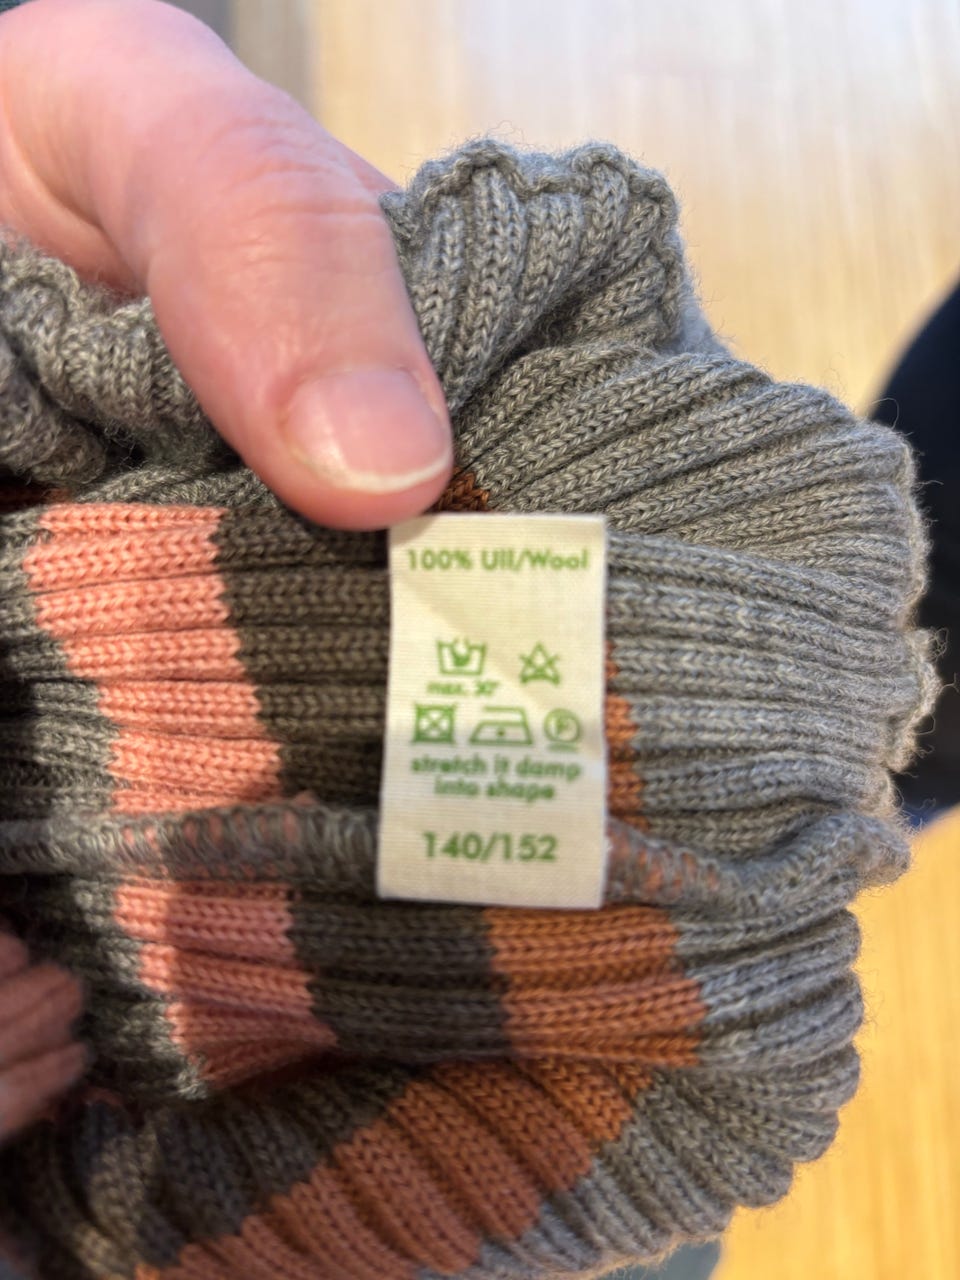 100% Ull/Wool
max. 30°
P
stretch it damp
into shape
140/152